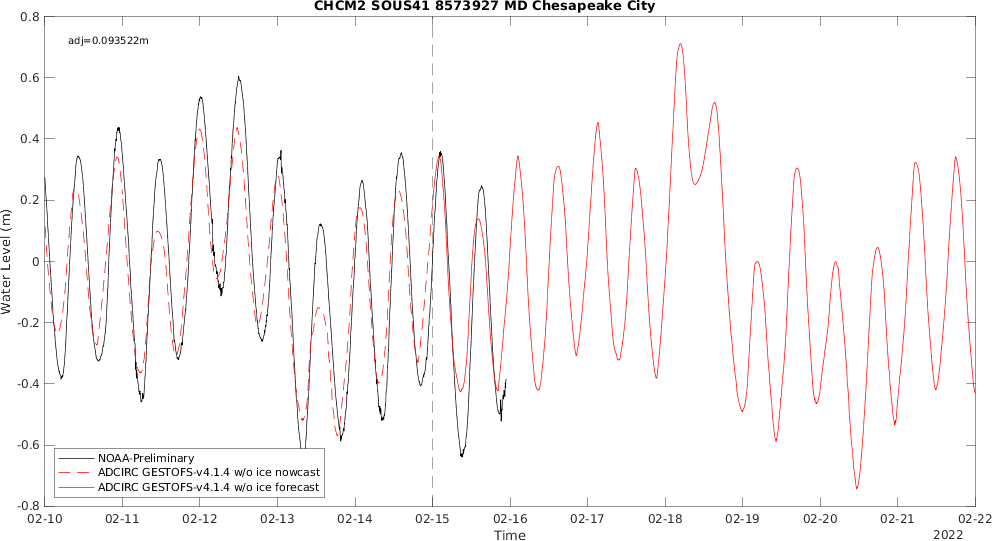 CHCM2 SOUS41 8573927 MD Chesapeake City
adj=0.093522m
Water Level (m)
0.8
0.6
0.4
0.2
0
-0.2
-0.4
-0.6
-0.8
NOAA-Preliminary
ADCIRC GESTOFS-v4.1.4 w/o ice nowcast
ADCIRC GESTOFS-v4.1.4 w/o ice forecast
02-10 02-11 02-12 02-13 02-14 02-15 02-16 02-17 02-18 02-19 02-20 02-21 02-22
Time
2022